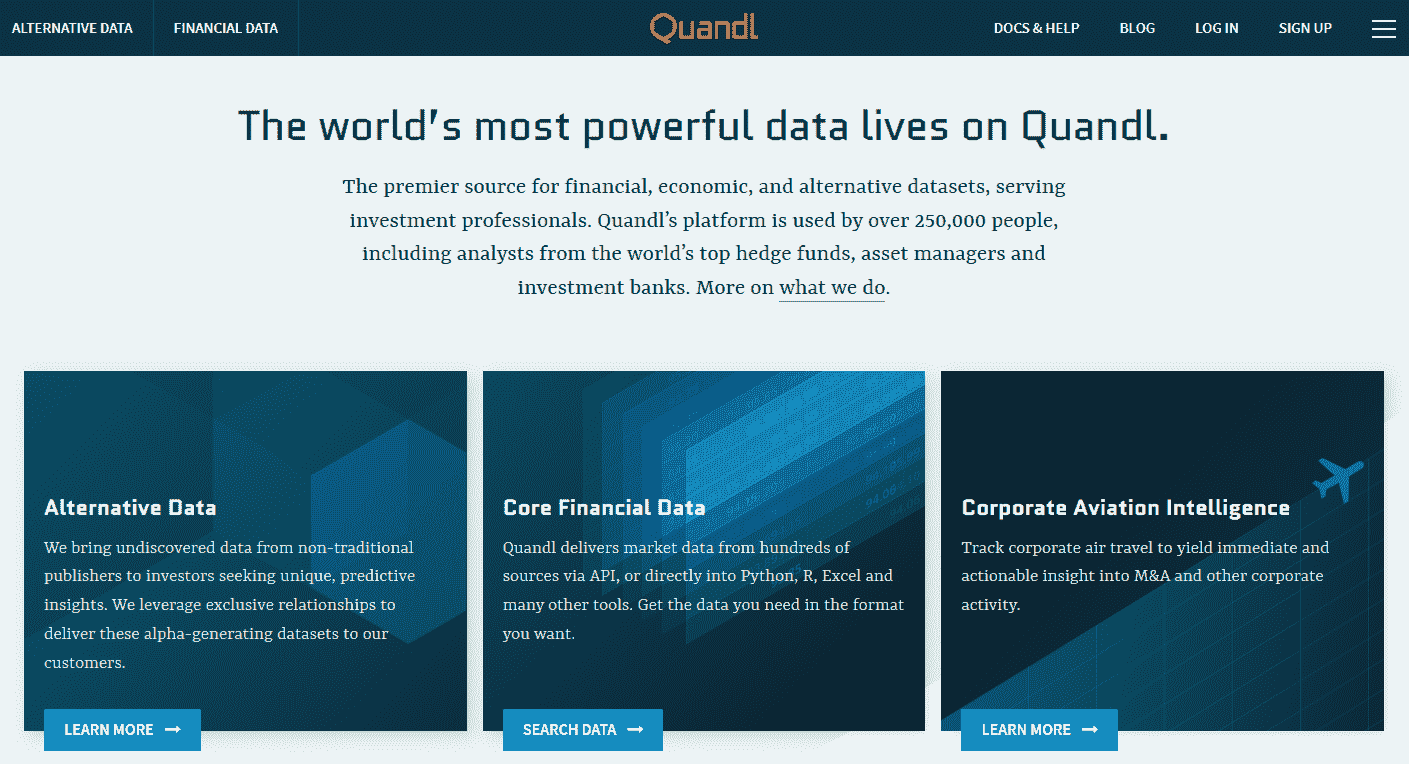 ALTERNATIVE DATA
FINANCIAL DATA
Quandl
DOCS & HELP
BLOG
LOG IN
SIGN UP
The world's most powerful data lives on Quandl.
The premier source for financial, economic, and alternative datasets, serving
investment professionals. Quandl’s platform is used by over 250,000 people,
including analysts from the world’s top hedge funds, asset managers and
investment banks. More on what we do.
Alternative Data
We bring undiscovered data from non-traditional
publishers to investors seeking unique, predictive
insights. We leverage exclusive relationships to
deliver these alpha-generating datasets to our
customers.
LEARN MORE
Core Financial Data
Quandl delivers market data from hundreds of
sources via API, or directly into Python, R, Excel and
many other tools. Get the data you need in the format
you want.
SEARCH DATA
Corporate Aviation Intelligence
Track corporate air travel to yield immediate and
actionable insight into M&A and other corporate
activity.
LEARN MORE